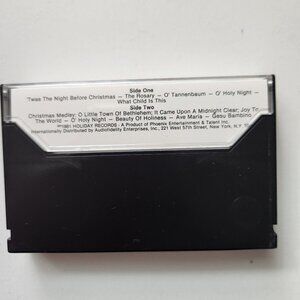 Side One
'Twas The Night Before Christmas — The Rosary — O' Tannenbaum — O' Holy Night —
What Child Is This
Side Two
Christmas Medley: O Little Town Of Bethlehem; It Came Upon A Midnight Clear; Joy To
The World — O' Holy Night — Beauty Of Holiness — Ave Maria — Gesu Bambino
©1981 HOLIDAY RECORDS - A Product of Phoenix Entertainment & Talent Inc.
Internationally Distributed by Audiofidelity Enterprises, Inc., 221 West 57th Street, New York, N.Y.